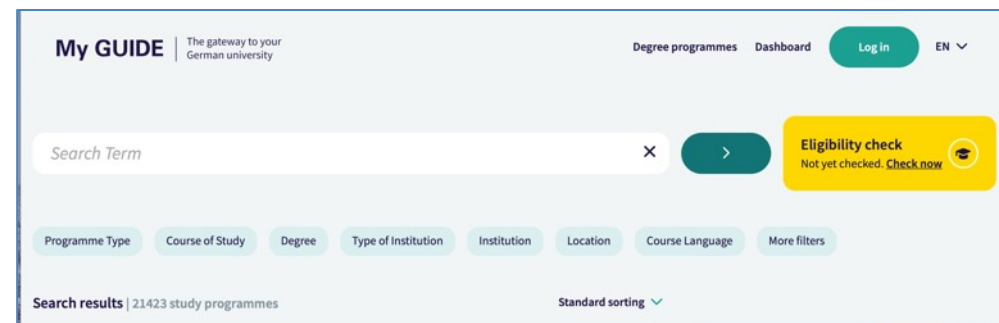 My GUIDE
The gateway to your
German university
Degree programmes
Dashboard
Log in
EN
Search Term
Eligibility check
Not yet checked. Check now
Programme Type
Course of Study
Degree
Type of Institution
Institution
Location
Course Language
More filters
Search results | 21423 study programmes
Standard sorting